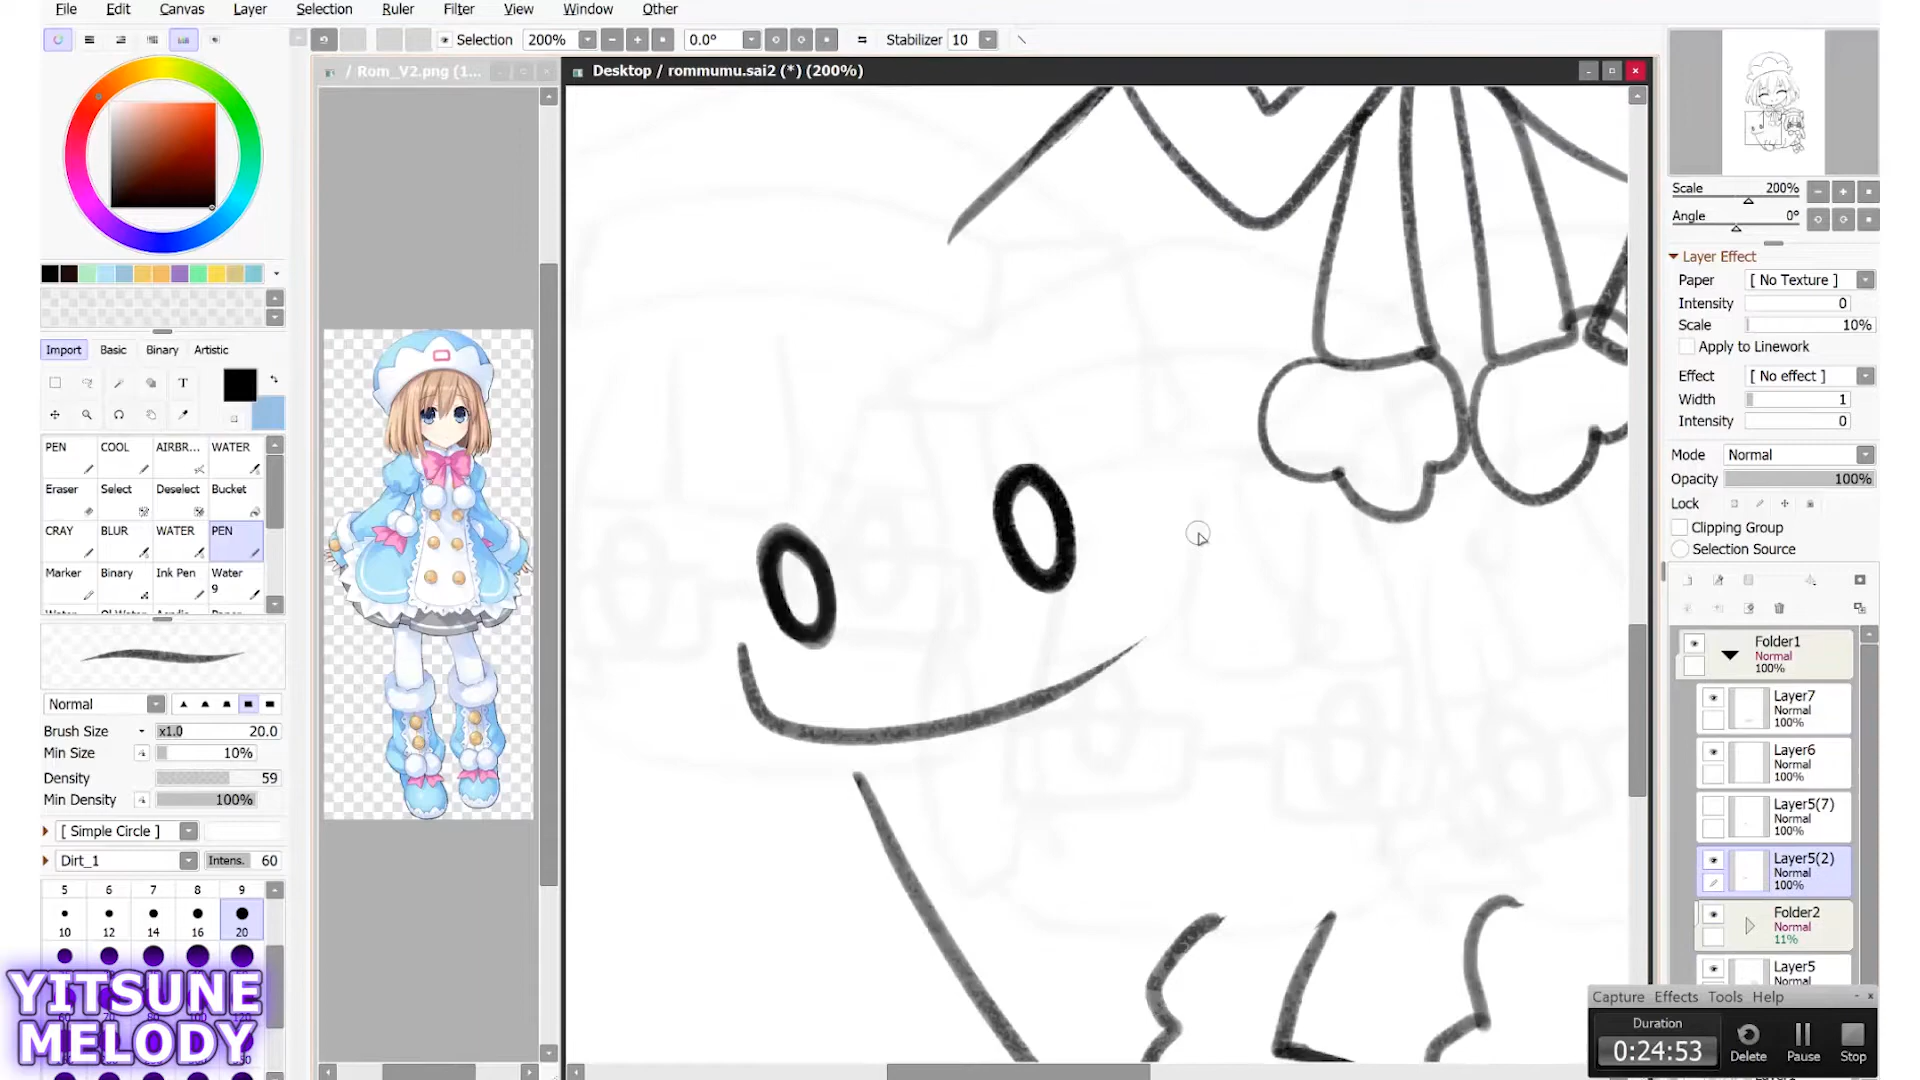 File Edit Canvas Layer Selection Ruler Filter View Window Other
Selection 200% 0.0° Stabilizer 10
/ Rom_V2.png (1...
Desktop / rommumu.sai2 (*) (200%)
Scale 200%
Angle 0°
Layer Effect
Paper [ No Texture ]
Intensity 0
Scale 10%
Apply to Linework
Effect [ No effect ]
Width 1
Intensity 0
Mode Normal
Opacity 100%
Lock
Clipping Group
Selection Source
Folder1
Normal
100%
Layer7
Normal
100%
Layer6
Normal
100%
Layer5(7)
Normal
100%
Layer5(2)
Normal
100%
Folder2
Normal
11%
Layer5
Import Basic Binary Artistic
T
PEN COOL AIRBR... WATER
Eraser Select Deselect Bucket
CRAY BLUR WATER PEN
Marker Binary Ink Pen Water
9
Normal
Brush Size x1.0 20.0
Min Size 10%
Density 59
Min Density 100%
[ Simple Circle ]
Dirt_1 Intens. 60
5 6 7 8 9
10 12 14 16 20
YITSUNE
MELODY
Capture Effects Tools Help
Duration
0:24:53
Delete Pause Stop